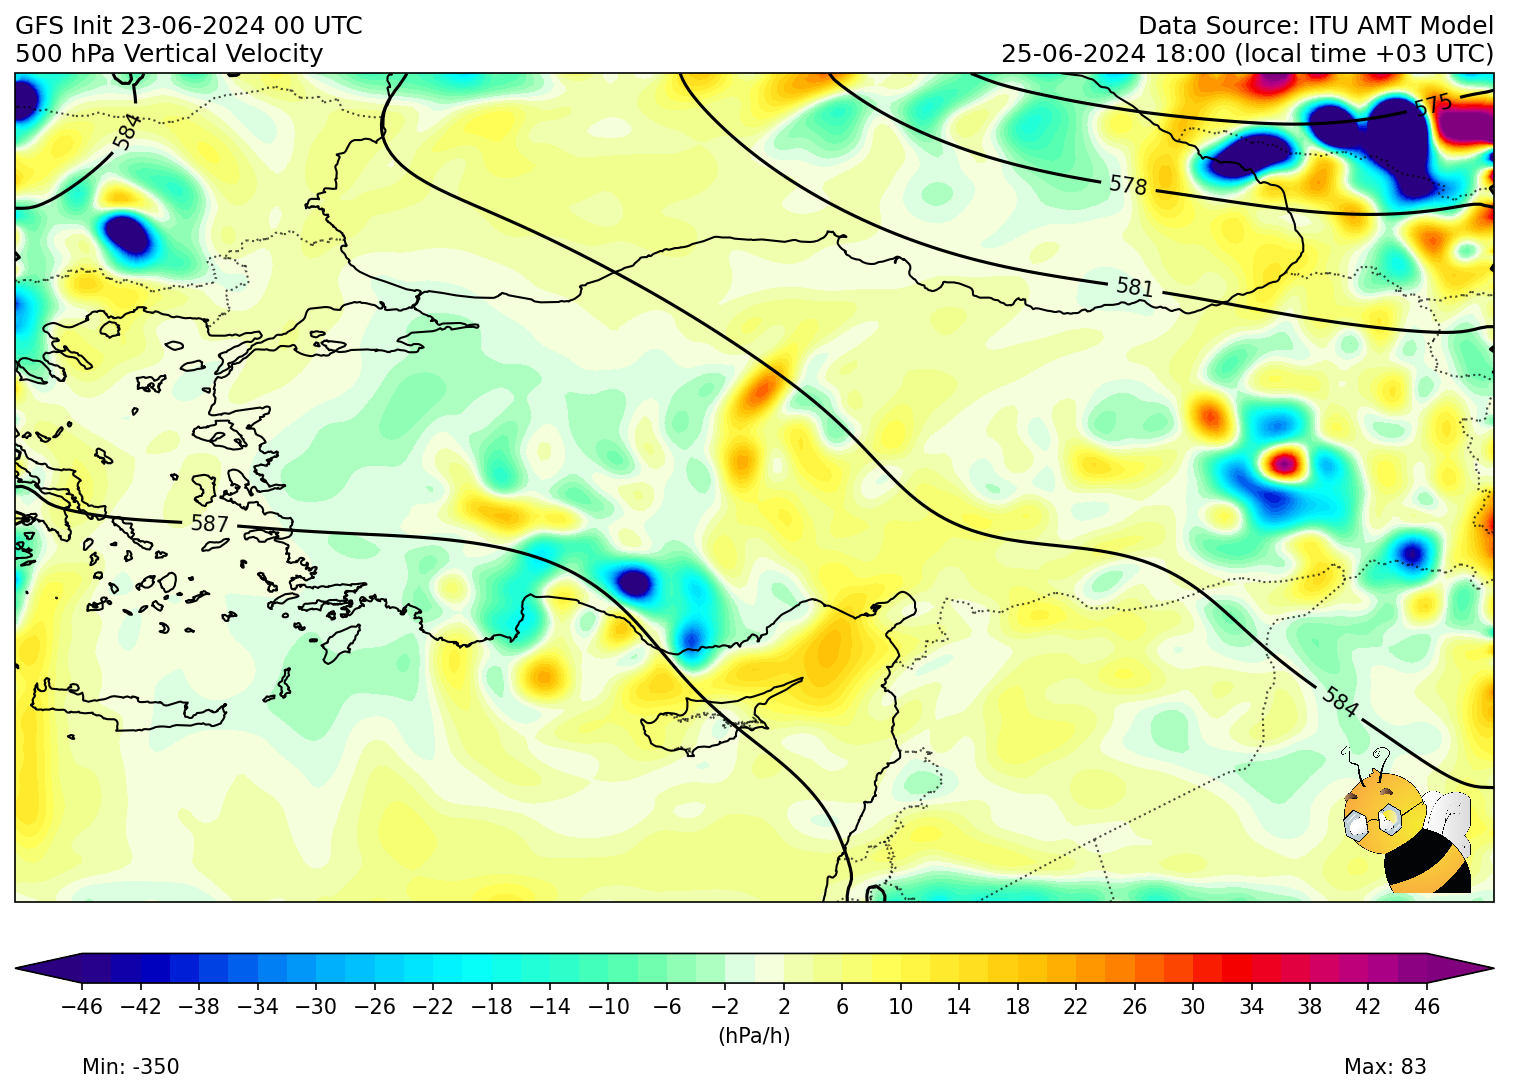 GFS Init 23-06-2024 00 UTC
Data Source: ITU AMT Model
500 hPa Vertical Velocity
25-06-2024 18:00 (local time +03 UTC)
575
584
578
581
587
584
−46 −42 −38 −34 −30 −26 −22 −18 −14 −10 −6 −2 2 6 10 14 18 22 26 30 34 38 42 46
(hPa/h)
Min: -350
Max: 83